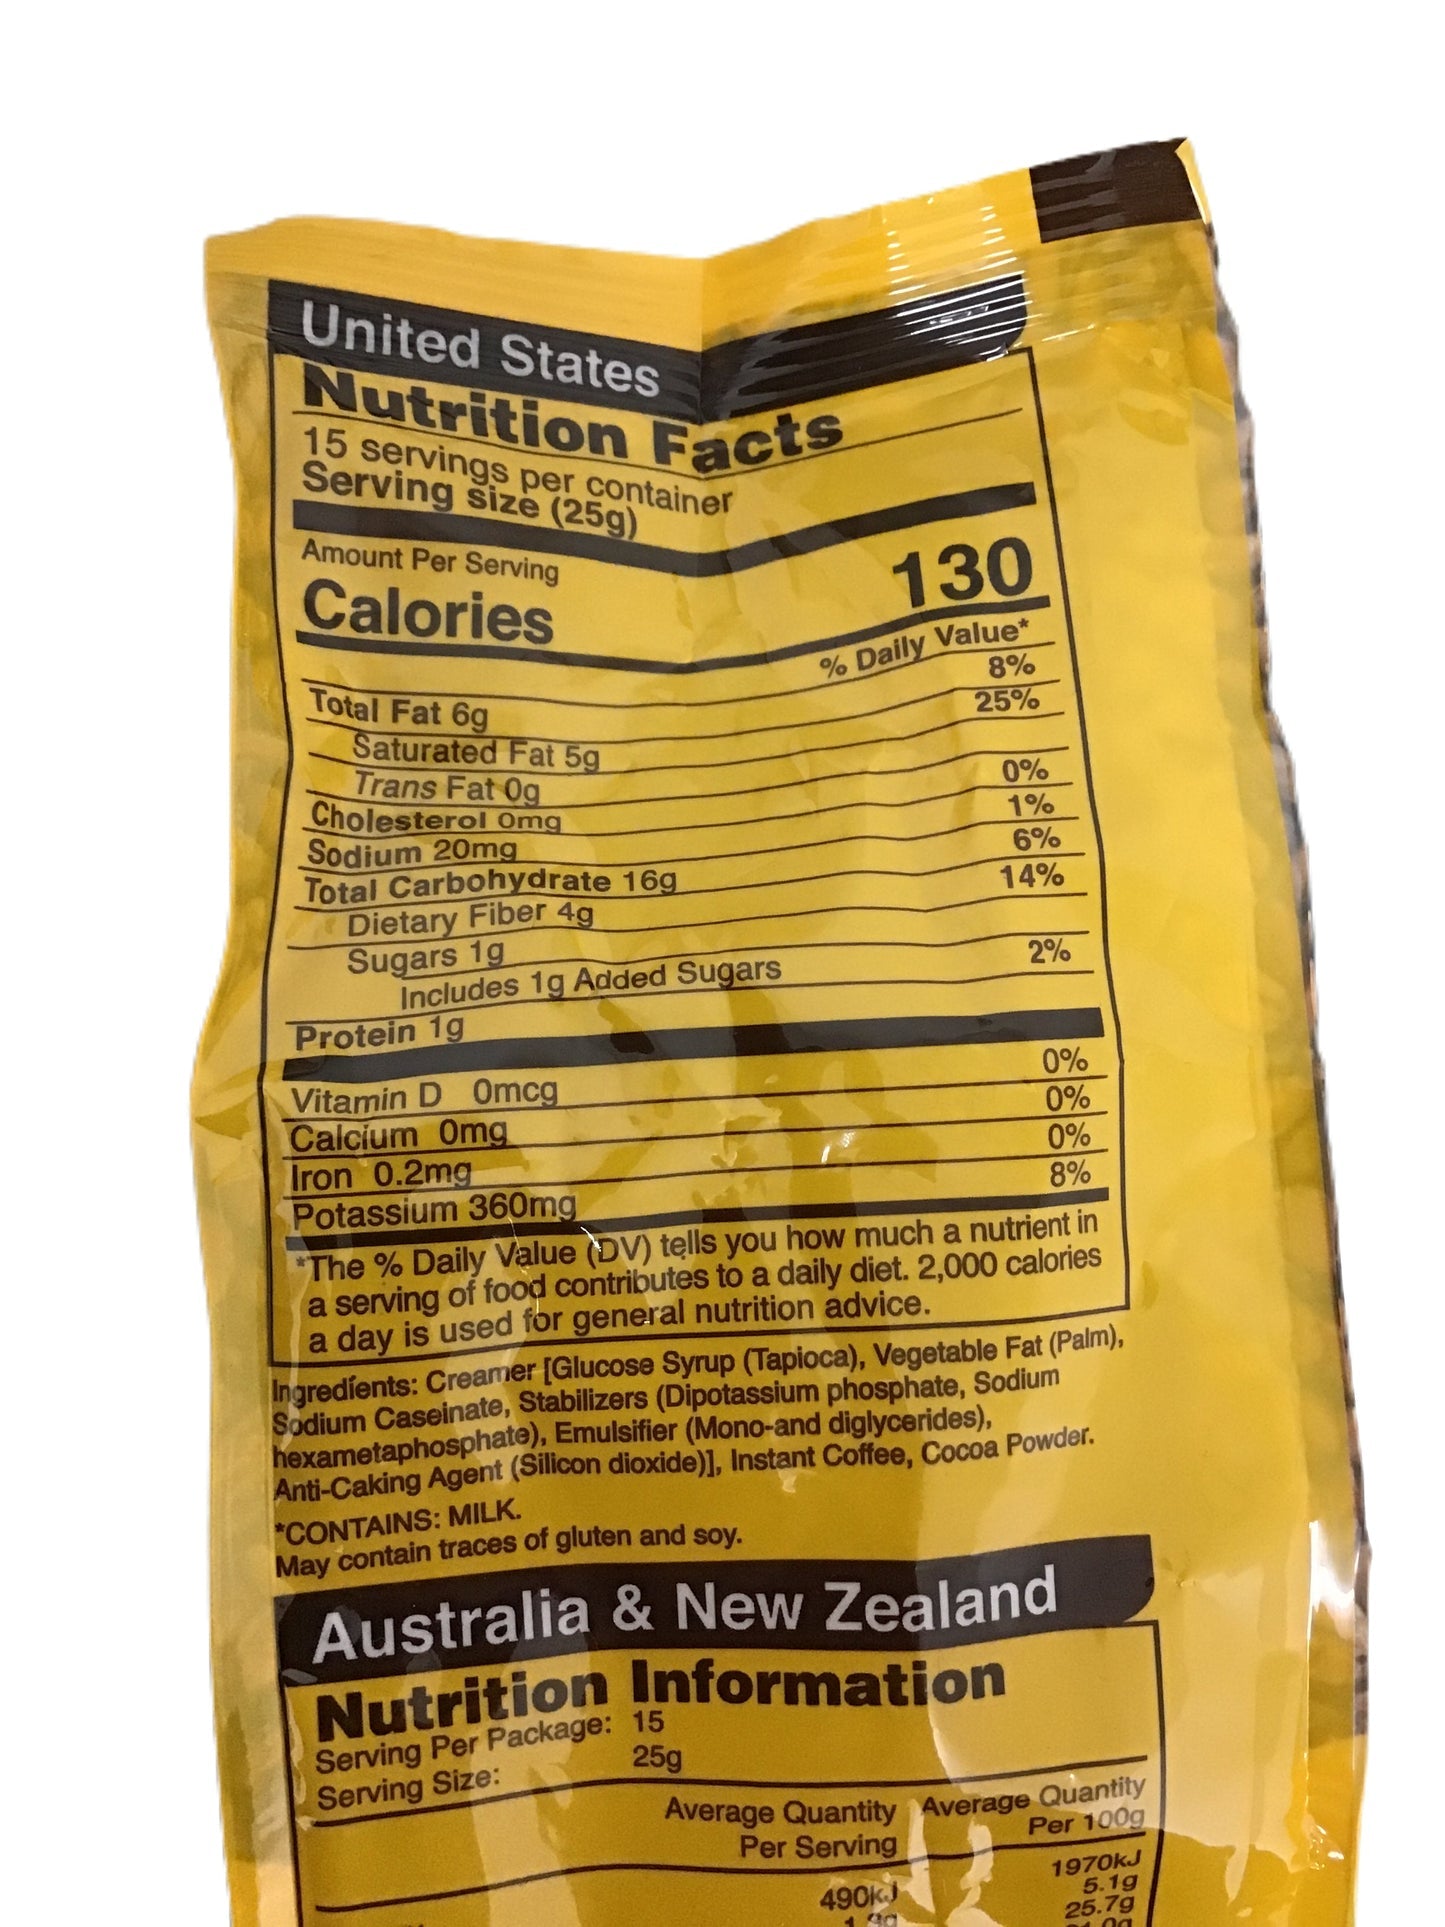 United States
Nutrition Facts
15 servings per container
Serving size (25g)
Amount Per Serving
Calories 130
% Daily Value*
Total Fat 6g 8%
Saturated Fat 5g 25%
Trans Fat 0g
Cholesterol 0mg 0%
Sodium 20mg 1%
Total Carbohydrate 16g 6%
Dietary Fiber 4g 14%
Sugars 1g
Includes 1g Added Sugars 2%
Protein 1g
Vitamin D 0mcg 0%
Calcium 0mg 0%
Iron 0.2mg 0%
Potassium 360mg 8%
*The % Daily Value (DV) tells you how much a nutrient in
a serving of food contributes to a daily diet. 2,000 calories
a day is used for general nutrition advice.
Ingredients: Creamer [Glucose Syrup (Tapioca), Vegetable Fat (Palm),
Sodium Caseinate, Stabilizers (Dipotassium phosphate, Sodium
hexametaphosphate), Emulsifier (Mono-and diglycerides),
Anti-Caking Agent (Silicon dioxide)], Instant Coffee, Cocoa Powder.
*CONTAINS: MILK.
May contain traces of gluten and soy.
Australia & New Zealand
Nutrition Information
Serving Per Package: 15
Serving Size: 25g
Average Quantity Average Quantity
Per Serving Per 100g
490kJ 1970kJ
5.1g
25.7g